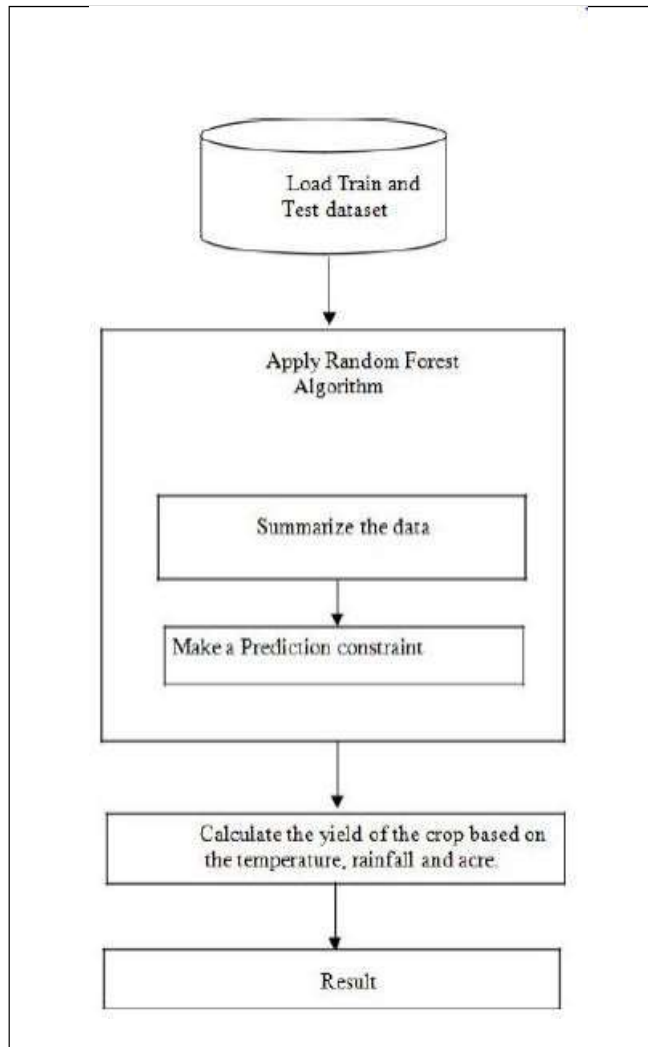 Load Train and
Test dataset
Apply Random Forest
Algorithm
Summarize the data
Make a Prediction constraint
Calculate the yield of the crop based on
the temperature, rainfall and acre.
Result